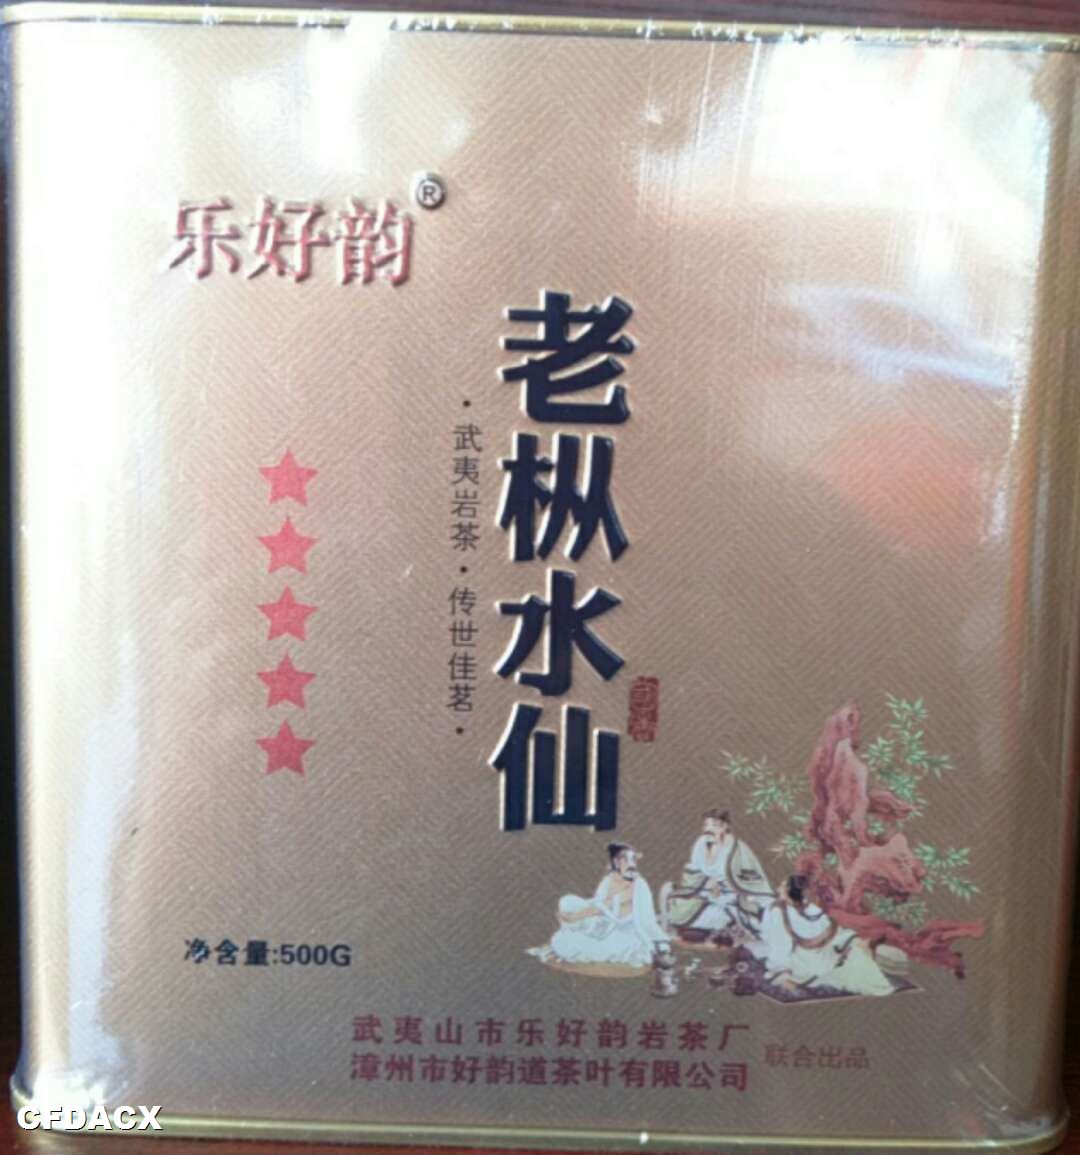 乐好韵®
老枞水仙
·武夷岩茶·传世佳茗·
净含量:500G
武夷山市乐好韵岩茶厂
漳州市好韵道茶叶有限公司
联合出品
CFDACX